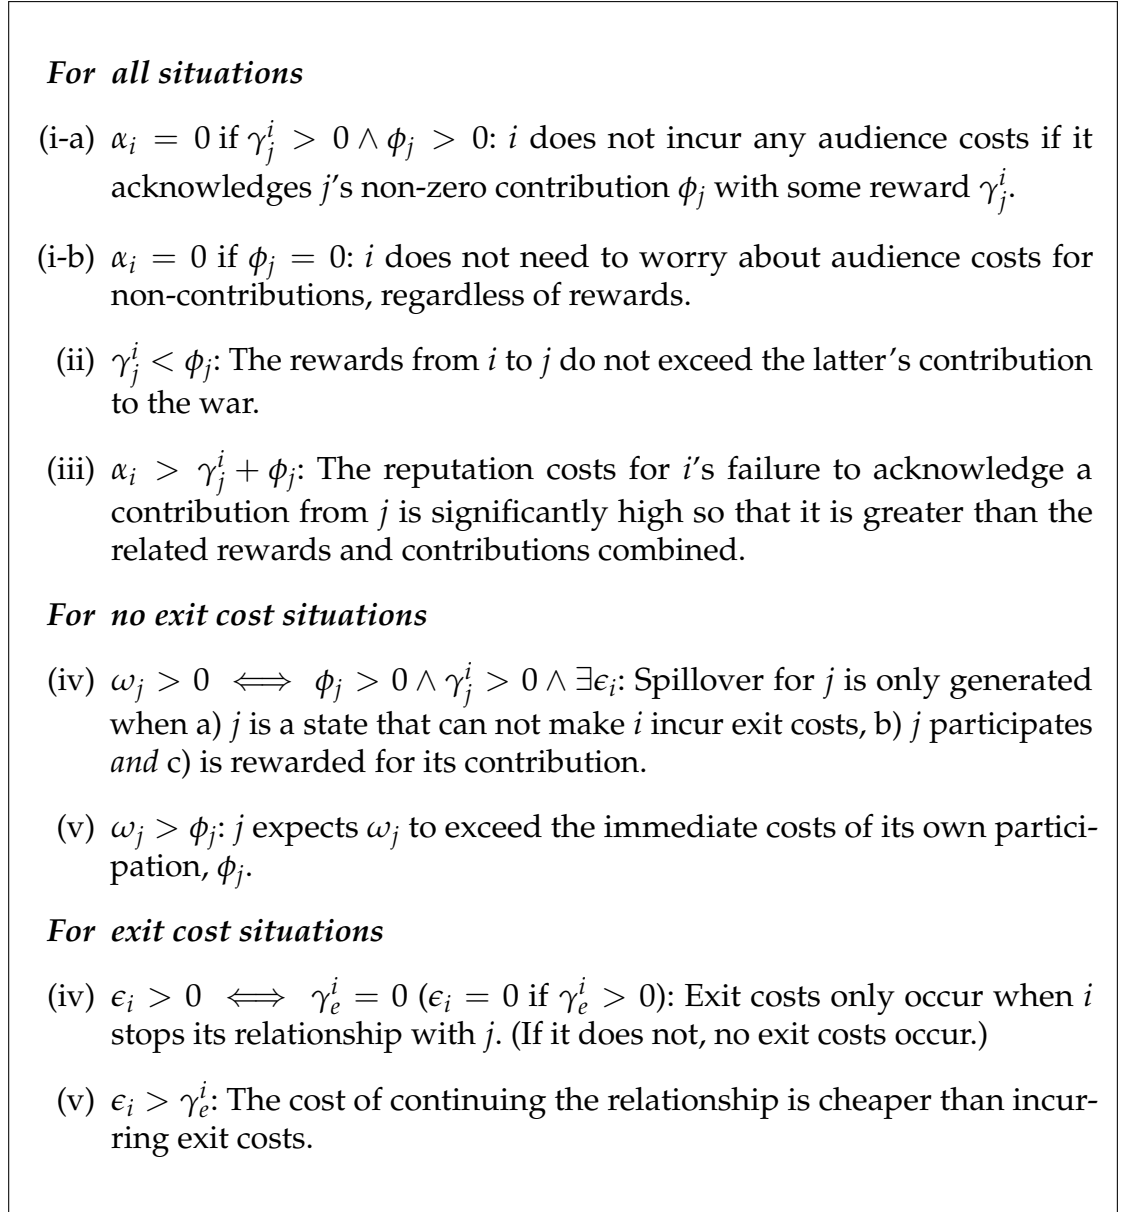 For all situations
(i-a) αᵢ = 0 if γⱼⁱ > 0 ∧ ϕⱼ > 0: i does not incur any audience costs if it
acknowledges j's non-zero contribution ϕⱼ with some reward γⱼⁱ.
(i-b) αᵢ = 0 if ϕⱼ = 0: i does not need to worry about audience costs for
non-contributions, regardless of rewards.
(ii) γⱼⁱ < ϕⱼ: The rewards from i to j do not exceed the latter's contribution
to the war.
(iii) αᵢ > γⱼⁱ + ϕⱼ: The reputation costs for i's failure to acknowledge a
contribution from j is significantly high so that it is greater than the
related rewards and contributions combined.
For no exit cost situations
(iv) ωⱼ > 0 ⟺ ϕⱼ > 0 ∧ γⱼⁱ > 0 ∧ ∃ϵᵢ: Spillover for j is only generated
when a) j is a state that can not make i incur exit costs, b) j participates
and c) is rewarded for its contribution.
(v) ωⱼ > ϕⱼ: j expects ωⱼ to exceed the immediate costs of its own partici-
pation, ϕⱼ.
For exit cost situations
(iv) ϵᵢ > 0 ⟺ γₑⁱ = 0 (ϵᵢ = 0 if γₑⁱ > 0): Exit costs only occur when i
stops its relationship with j. (If it does not, no exit costs occur.)
(v) ϵᵢ > γₑⁱ: The cost of continuing the relationship is cheaper than incur-
ring exit costs.